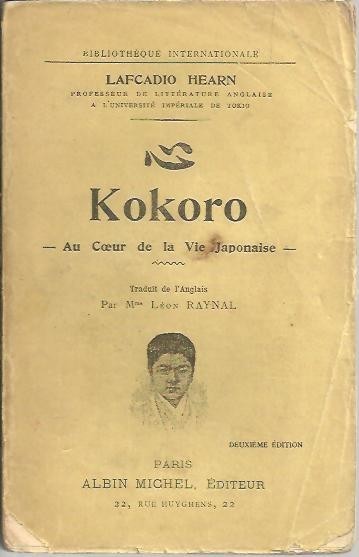 BIBLIOTHÈQUE INTERNATIONALE
LAFCADIO HEARN
PROFESSEUR DE LITTÉRATURE ANGLAISE
A L'UNIVERSITÉ IMPÉRIALE DE TOKIO
心
Kokoro
— Au Cœur de la Vie Japonaise —
Traduit de l'Anglais
Par Mme LÉON RAYNAL
DEUXIÈME ÉDITION
PARIS
ALBIN MICHEL, ÉDITEUR
22, RUE HUYGHENS, 22